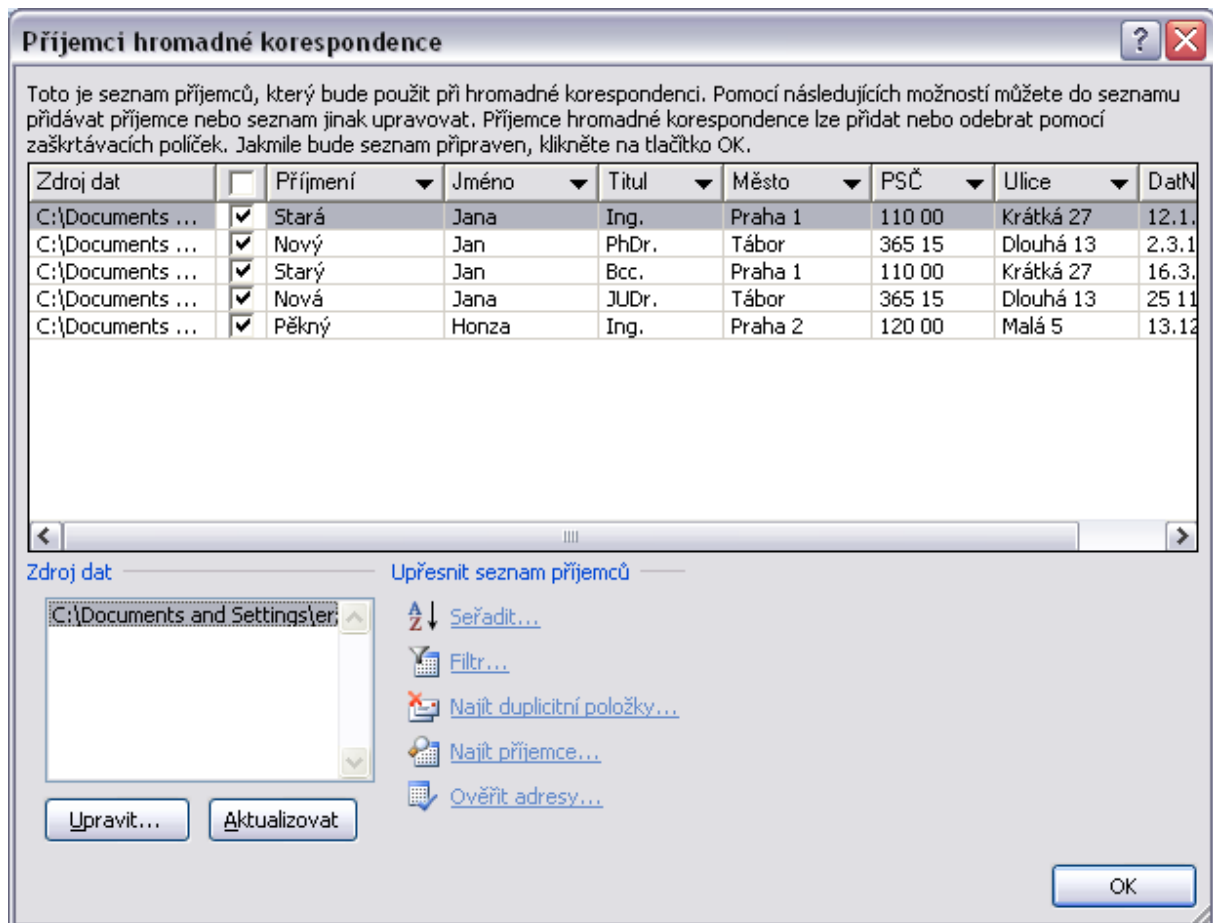 Příjemci hromadné korespondence
Toto je seznam příjemců, který bude použit při hromadné korespondenci. Pomocí následujících možností můžete do seznamu
přidávat příjemce nebo seznam jinak upravovat. Příjemce hromadné korespondence lze přidat nebo odebrat pomocí
zaškrtávacích políček. Jakmile bude seznam připraven, klikněte na tlačítko OK.
Zdroj dat Příjmení Jméno Titul Město PSČ Ulice DatN
C:\Documents ... Stará Jana Ing. Praha 1 110 00 Krátká 27 12.1.
C:\Documents ... Nový Jan PhDr. Tábor 365 15 Dlouhá 13 2.3.1
C:\Documents ... Starý Jan Bcc. Praha 1 110 00 Krátká 27 16.3.
C:\Documents ... Nová Jana JUDr. Tábor 365 15 Dlouhá 13 25 11
C:\Documents ... Pěkný Honza Ing. Praha 2 120 00 Malá 5 13.12
Zdroj dat
C:\Documents and Settings\er
Upravit...
Aktualizovat
Upřesnit seznam příjemců
Seřadit...
Filtr...
Najít duplicitní položky...
Najít příjemce...
Ověřit adresy...
OK